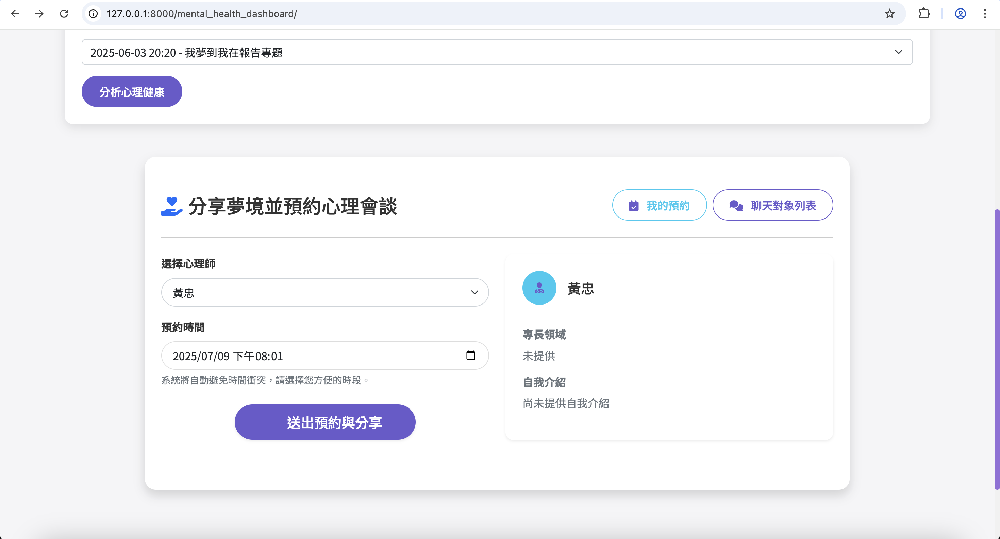 127.0.0.1:8000/mental_health_dashboard/
2025-06-03 20:20 - 我夢到我在報告專題
分析心理健康
分享夢境並預約心理會談
我的預約
聊天對象列表
選擇心理師
黃忠
預約時間
2025/07/09 下午08:01
系統將自動避免時間衝突，請選擇您方便的時段。
送出預約與分享
黃忠
專長領域
未提供
自我介紹
尚未提供自我介紹